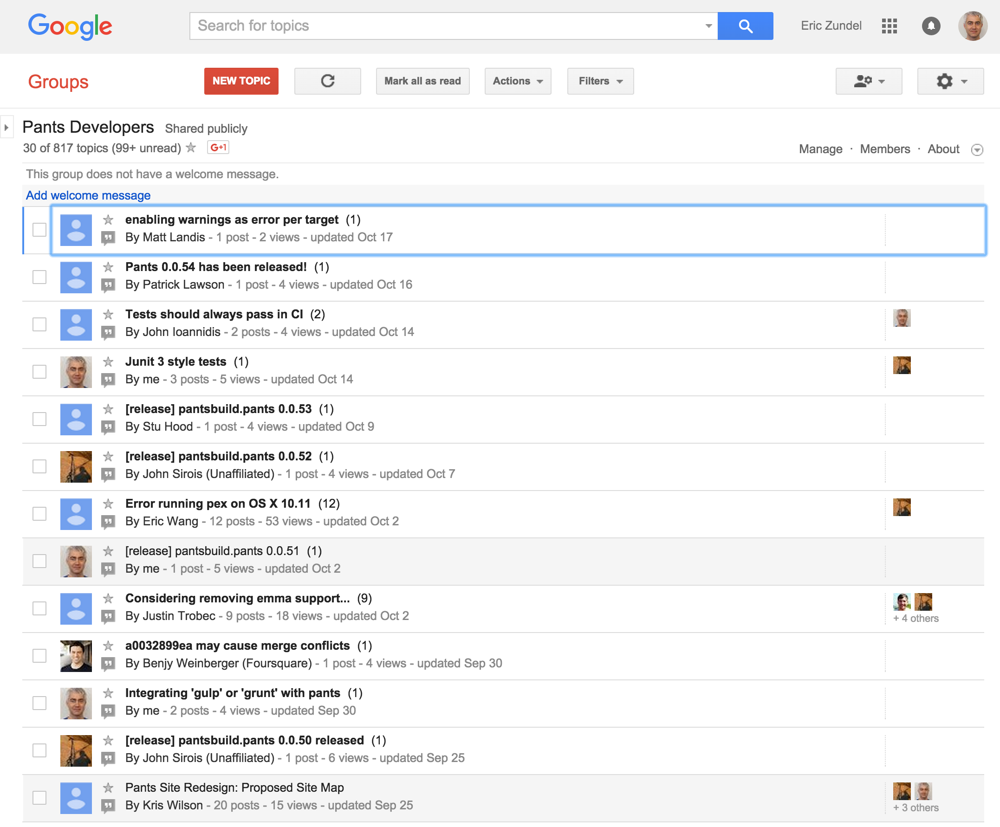 Google
Search for topics
Eric Zundel
Groups
NEW TOPIC
Mark all as read
Actions
Filters
Pants Developers Shared publicly
30 of 817 topics (99+ unread)
G+1
Manage · Members · About
This group does not have a welcome message.
Add welcome message
enabling warnings as error per target (1)
By Matt Landis - 1 post - 2 views - updated Oct 17
Pants 0.0.54 has been released! (1)
By Patrick Lawson - 1 post - 4 views - updated Oct 16
Tests should always pass in CI (2)
By John Ioannidis - 2 posts - 4 views - updated Oct 14
Junit 3 style tests (1)
By me - 3 posts - 5 views - updated Oct 14
[release] pantsbuild.pants 0.0.53 (1)
By Stu Hood - 1 post - 4 views - updated Oct 9
[release] pantsbuild.pants 0.0.52 (1)
By John Sirois (Unaffiliated) - 1 post - 4 views - updated Oct 7
Error running pex on OS X 10.11 (12)
By Eric Wang - 12 posts - 53 views - updated Oct 2
[release] pantsbuild.pants 0.0.51 (1)
By me - 1 post - 5 views - updated Oct 2
Considering removing emma support... (9)
By Justin Trobec - 9 posts - 18 views - updated Oct 2
+ 4 others
a0032899ea may cause merge conflicts (1)
By Benjy Weinberger (Foursquare) - 1 post - 4 views - updated Sep 30
Integrating 'gulp' or 'grunt' with pants (1)
By me - 2 posts - 4 views - updated Sep 30
[release] pantsbuild.pants 0.0.50 released (1)
By John Sirois (Unaffiliated) - 1 post - 6 views - updated Sep 25
Pants Site Redesign: Proposed Site Map
By Kris Wilson - 20 posts - 15 views - updated Sep 25
+ 3 others